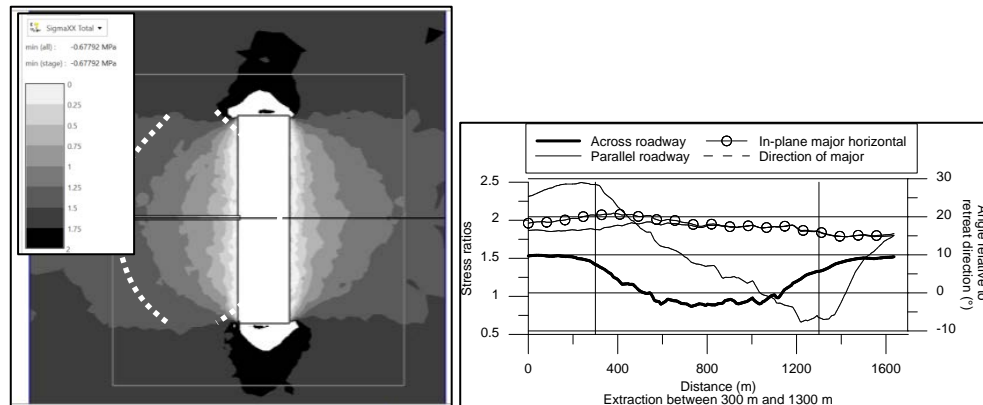 SigmaXX Total
min (all) : -0.67792 MPa
min (stage) : -0.67792 MPa
0
0.25
0.5
0.75
1
1.25
1.5
1.75
Across roadway
In-plane major horizontal
Parallel roadway
Direction of major
2.5
2
1.5
1
0.5
Stress ratios
30
20
10
0
-10
Angle relative to
retreat direction (°)
0
400
800
1200
1600
Distance (m)
Extraction between 300 m and 1300 m